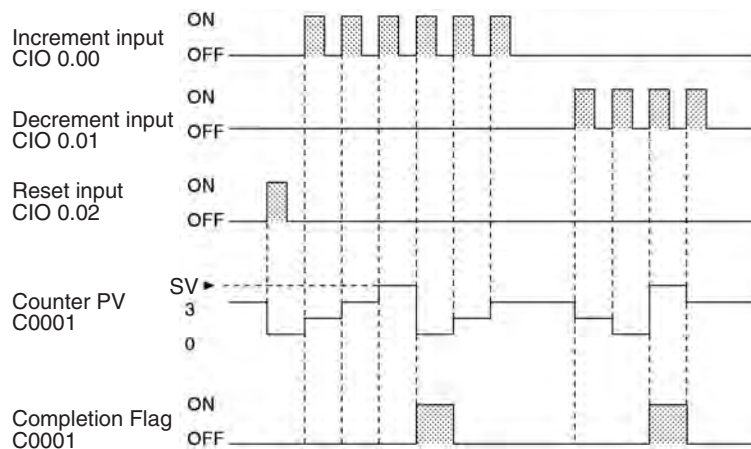 ON
Increment input
CIO 0.00
OFF
ON
Decrement input
CIO 0.01
OFF
Reset input
CIO 0.02
ON
OFF
SV
Counter PV
C0001
3
0
ON
Completion Flag
C0001
OFF